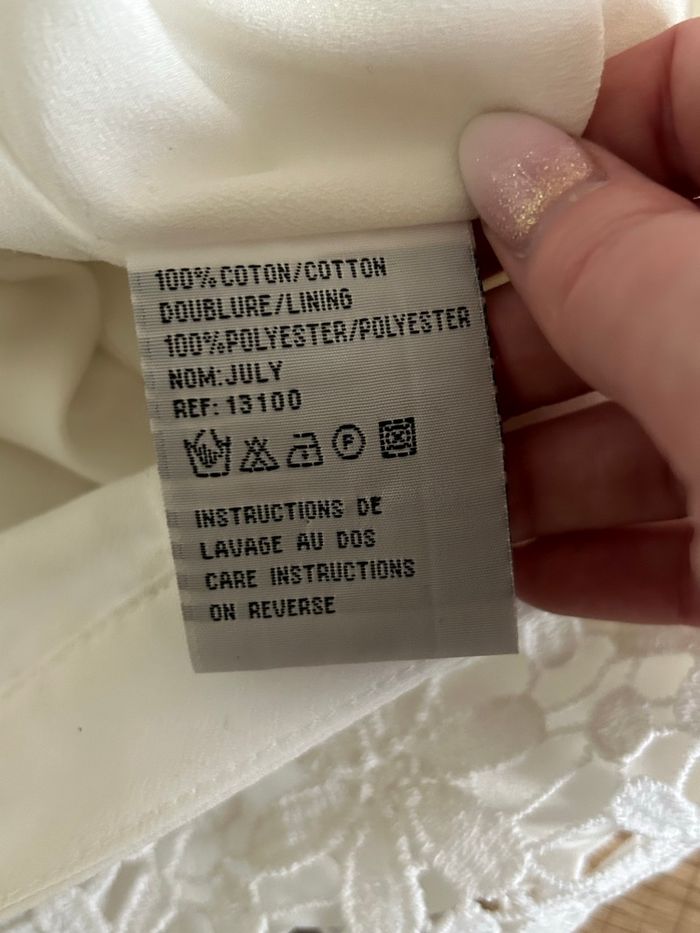 100% COTON/COTTON
DOUBLURE/LINING
100%POLYESTER/POLYESTER
NOM:JULY
REF: 13100
P
INSTRUCTIONS DE
LAVAGE AU DOS
CARE INSTRUCTIONS
ON REVERSE